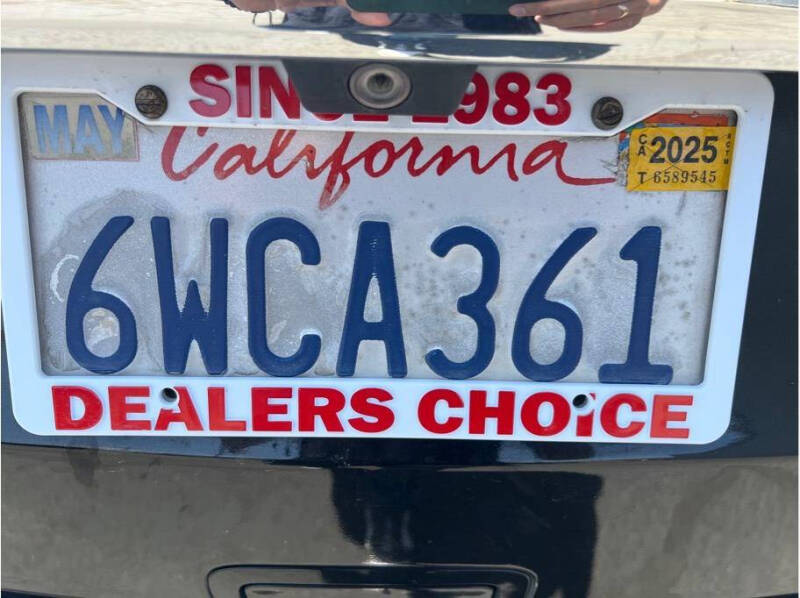 SINCE 1983
MAY
California
CA 2025
T 6589545
6WCA361
DEALERS CHOICE